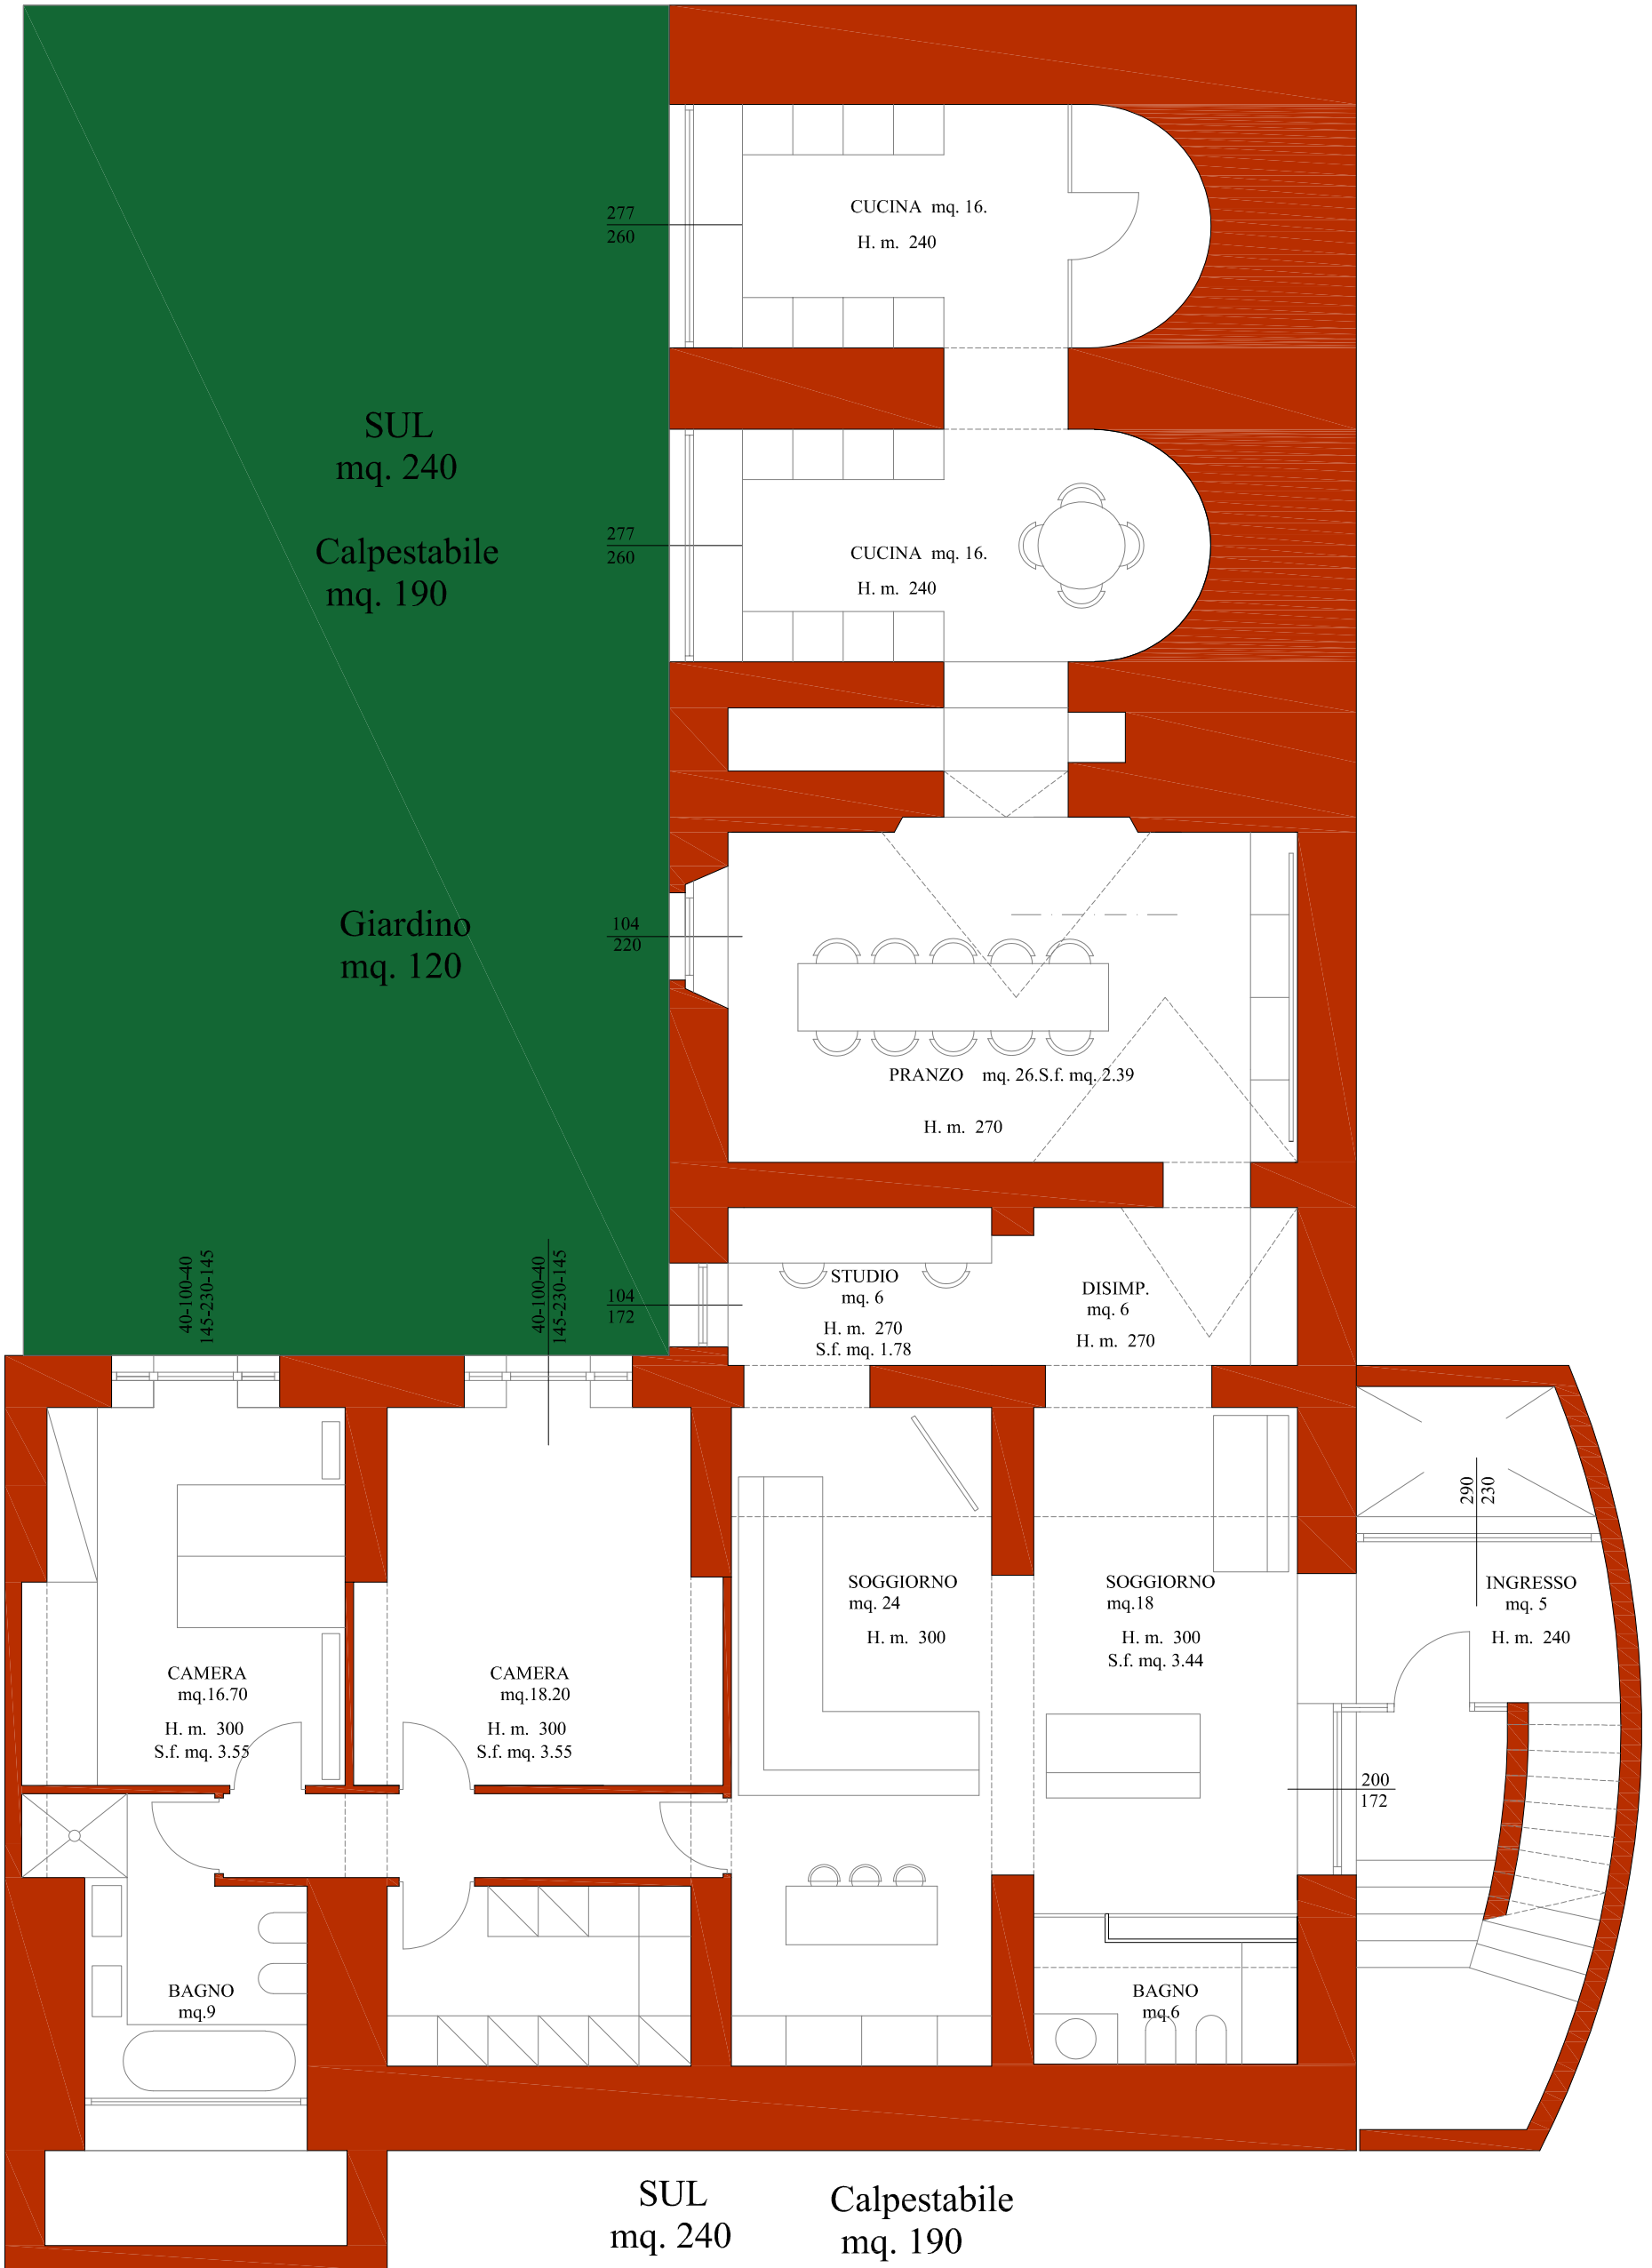 CUCINA mq. 16.
277
260
H. m. 240
SUL
mq. 240
277
260
Calpestabile
mq. 190
CUCINA mq. 16.
H. m. 240
Giardino
mq. 120
104
220
PRANZO mq. 26.S.f. mq. 2.39
H. m. 270
40-100-40
145-230-145
40-100-40
145-230-145
104
172
STUDIO
mq. 6
H. m. 270
S.f. mq. 1.78
DISIMP.
mq. 6
H. m. 270
290
230
SOGGIORNO
mq. 24
H. m. 300
SOGGIORNO
mq.18
H. m. 300
S.f. mq. 3.44
INGRESSO
mq. 5
H. m. 240
CAMERA
mq.16.70
H. m. 300
S.f. mq. 3.55
CAMERA
mq.18.20
H. m. 300
S.f. mq. 3.55
200
172
BAGNO
mq.9
BAGNO
mq.6
SUL
mq. 240
Calpestabile
mq. 190